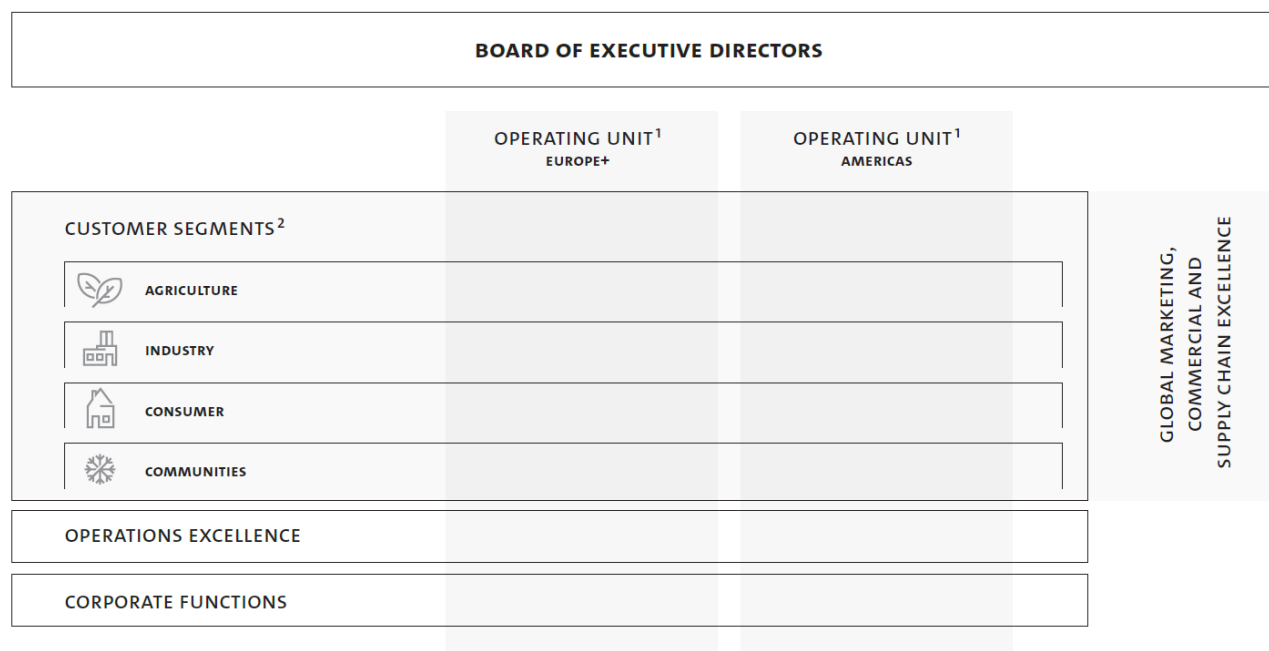 BOARD OF EXECUTIVE DIRECTORS
OPERATING UNIT¹
EUROPE+
OPERATING UNIT¹
AMERICAS
CUSTOMER SEGMENTS²
AGRICULTURE
INDUSTRY
CONSUMER
COMMUNITIES
GLOBAL MARKETING,
COMMERCIAL AND
SUPPLY CHAIN EXCELLENCE
OPERATIONS EXCELLENCE
CORPORATE FUNCTIONS